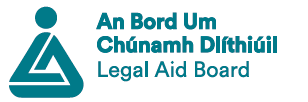 An Bord Um
Chúnamh Dlíthiúil
Legal Aid Board